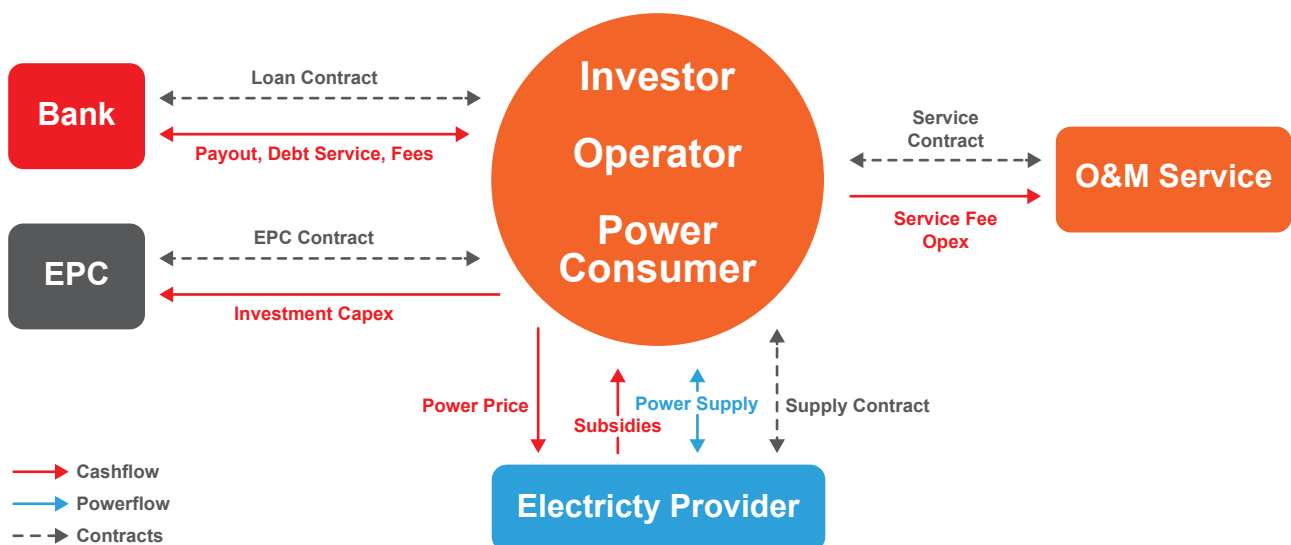 Bank
Loan Contract
Payout, Debt Service, Fees
EPC
EPC Contract
Investment Capex
Investor
Operator
Power
Consumer
Service
Contract
Service Fee
Opex
O&M Service
Power Price
Subsidies
Power Supply
Supply Contract
Electricty Provider
Cashflow
Powerflow
Contracts